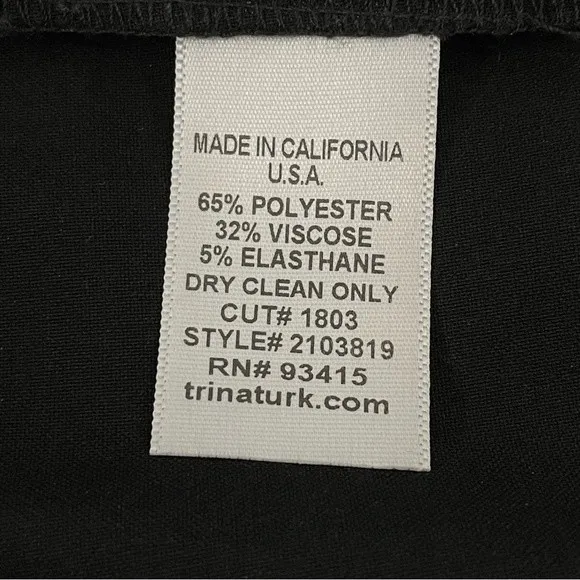 MADE IN CALIFORNIA
U.S.A.
65% POLYESTER
32% VISCOSE
5% ELASTHANE
DRY CLEAN ONLY
CUT# 1803
STYLE# 2103819
RN# 93415
trinaturk.com